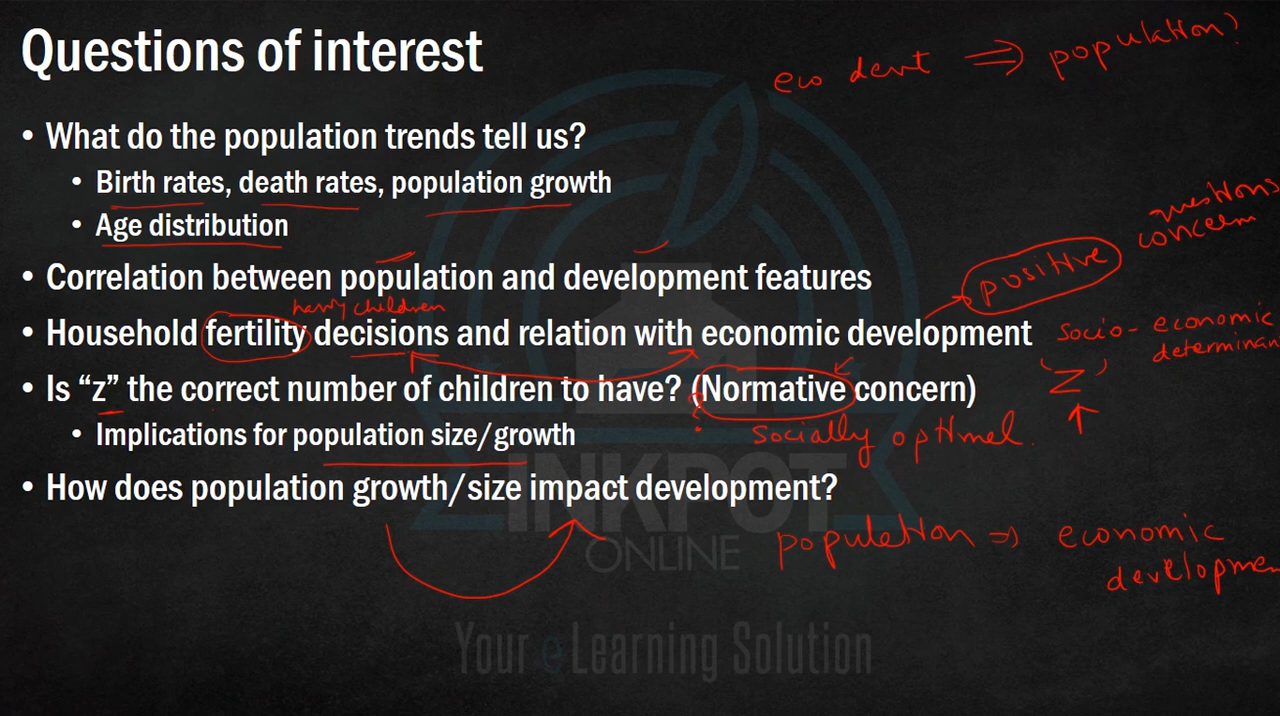 Questions of interest
eco devt ⇒ population?
• What do the population trends tell us?
• Birth rates, death rates, population growth
• Age distribution
questions
concern
• Correlation between population and development features
positive
having children
• Household fertility decisions and relation with economic development
socio-economic
determinan
• Is “z” the correct number of children to have? (Normative concern)
'Z'
?
• Implications for population size/growth
socially optimal.
• How does population growth/size impact development?
population ⇒ economic
developmen
INKPOT
ONLINE
Your eLearning Solution